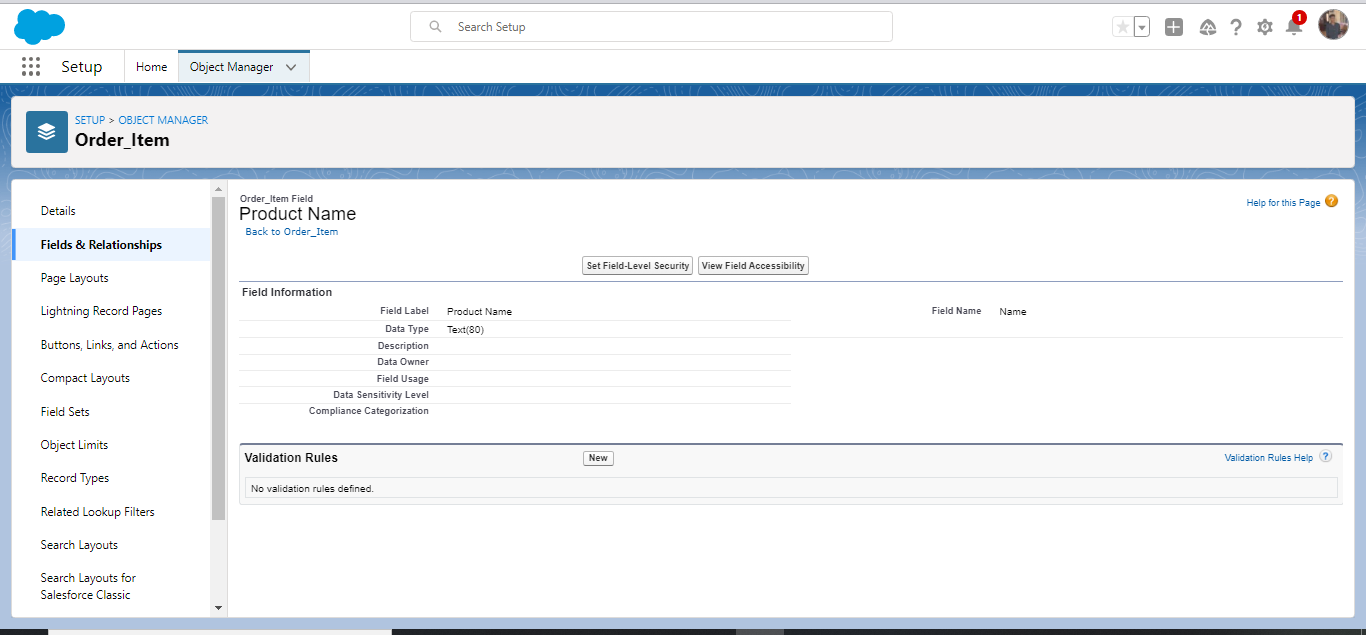 Search Setup
1
Setup
Home
Object Manager
SETUP > OBJECT MANAGER
Order_Item
Details
Fields & Relationships
Page Layouts
Lightning Record Pages
Buttons, Links, and Actions
Compact Layouts
Field Sets
Object Limits
Record Types
Related Lookup Filters
Search Layouts
Search Layouts for
Salesforce Classic
Order_Item Field
Product Name
Back to Order_Item
Help for this Page ?
Set Field-Level Security
View Field Accessibility
Field Information
Field Label Product Name
Field Name Name
Data Type Text(80)
Description
Data Owner
Field Usage
Data Sensitivity Level
Compliance Categorization
Validation Rules
New
Validation Rules Help ?
No validation rules defined.